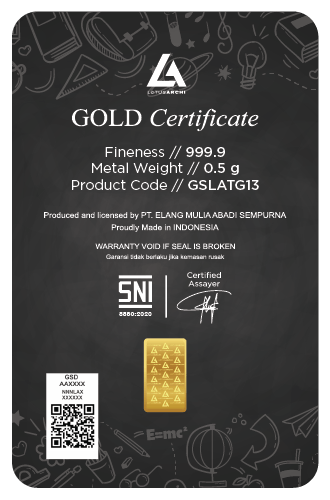 LOTUSARCHI
GOLD Certificate
Fineness // 999.9
Metal Weight // 0.5 g
Product Code // GSLATG13
Produced and licensed by PT. ELANG MULIA ABADI SEMPURNA
Proudly Made in INDONESIA
WARRANTY VOID IF SEAL IS BROKEN
Garansi tidak berlaku jika kemasan rusak
SNI
8880:2020
Certified
Assayer
GSD
AAXXXX
NNNLAX
XXXXXX
E=mc²